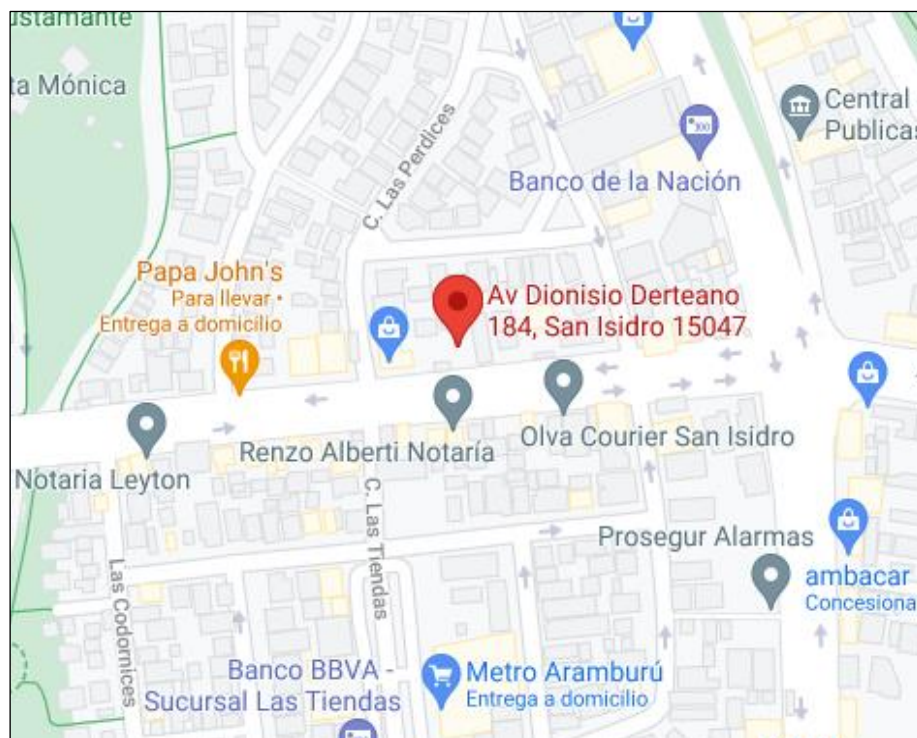 ustamante
ta Mónica
C. Las Perdices
Central
Publicas
Banco de la Nación
Papa John's
Para llevar •
Entrega a domicilio
Av Dionisio Derteano
184, San Isidro 15047
Renzo Alberti Notaría
Olva Courier San Isidro
Notaria Leyton
C. Las Tiendas
Prosegur Alarmas
ambacar
Concesiona
Las Codornices
Banco BBVA -
Sucursal Las Tiendas
Metro Aramburú
Entrega a domicilio